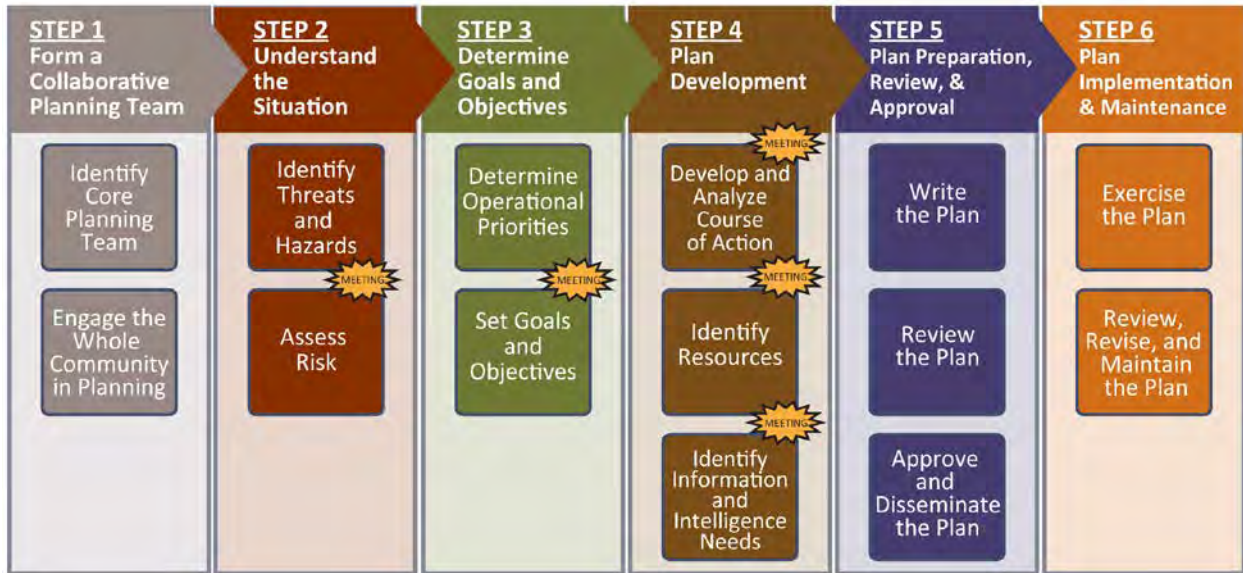 STEP 1
Form a
Collaborative
Planning Team
Identify
Core
Planning
Team
Engage the
Whole
Community
in Planning
STEP 2
Understand
the
Situation
Identify
Threats
and
Hazards
MEETING
Assess
Risk
STEP 3
Determine
Goals and
Objectives
Determine
Operational
Priorities
MEETING
Set Goals
and
Objectives
STEP 4
Plan
Development
MEETING
Develop and
Analyze
Course
of Action
MEETING
Identify
Resources
MEETING
Identify
Information
and
Intelligence
Needs
STEP 5
Plan Preparation,
Review, &
Approval
Write
the Plan
Review
the Plan
Approve
and
Disseminate
the Plan
STEP 6
Plan
Implementation
& Maintenance
Exercise
the Plan
Review,
Revise, and
Maintain
the Plan